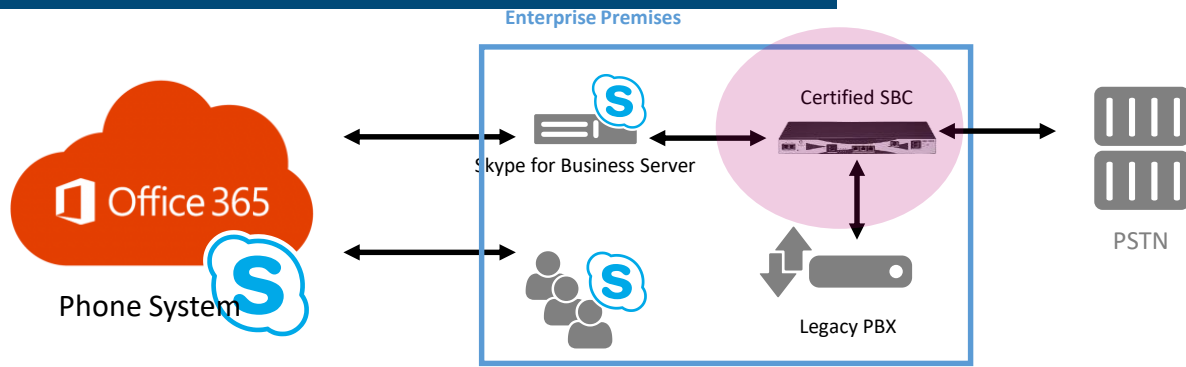 Enterprise Premises
Certified SBC
Skype for Business Server
Office 365
Phone System
Legacy PBX
PSTN
S
S
S